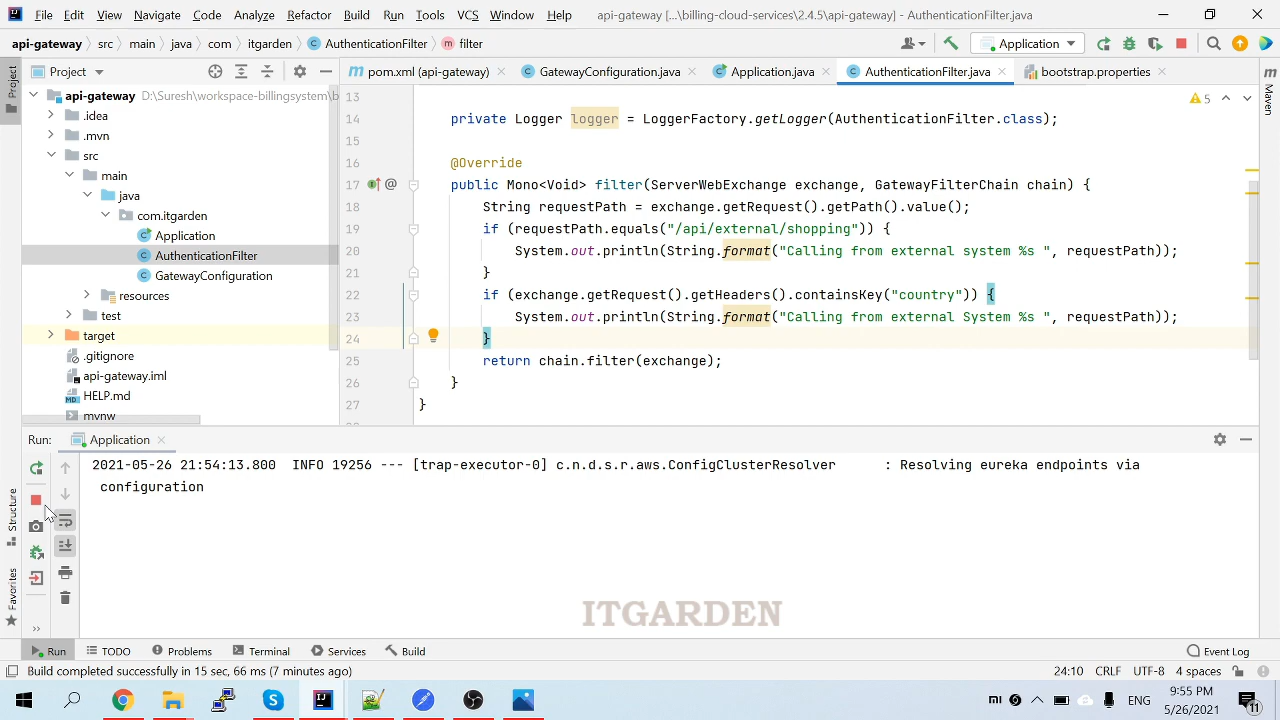 File Edit View Navigate Code Analyze Refactor Build Run Tools VCS Window Help api-gateway [...\billing-cloud-services\2.4.5\api-gateway] - AuthenticationFilter.java
api-gateway src main java com itgarden AuthenticationFilter filter Application
Project pom.xml (api-gateway) GatewayConfiguration.java Application.java AuthenticationFilter.java bootstrap.properties
Project
Maven
api-gateway D:\Suresh\workspace-billingsystem\b
.idea
.mvn
src
main
java
com.itgarden
Application
AuthenticationFilter
GatewayConfiguration
resources
test
target
.gitignore
api-gateway.iml
HELP.md
mvnw
5
13
14 private Logger logger = LoggerFactory.getLogger(AuthenticationFilter.class);
15
16 @Override
17 @ public Mono<Void> filter(ServerWebExchange exchange, GatewayFilterChain chain) {
18 String requestPath = exchange.getRequest().getPath().value();
19 if (requestPath.equals("/api/external/shopping")) {
20 System.out.println(String.format("Calling from external system %s ", requestPath));
21 }
22 if (exchange.getRequest().getHeaders().containsKey("country")) {
23 System.out.println(String.format("Calling from external System %s ", requestPath));
24 }
25 return chain.filter(exchange);
26 }
27 }
Run: Application
2021-05-26 21:54:13.800 INFO 19256 --- [trap-executor-0] c.n.d.s.r.aws.ConfigClusterResolver : Resolving eureka endpoints via
configuration
Structure
Favorites
ITGARDEN
Run TODO Problems Terminal Services Build Event Log
Build completed successfully in 15 sec, 66 ms (7 minutes ago) 24:10 CRLF UTF-8 4 spaces
ENG 9:55 PM
5/26/2021
11